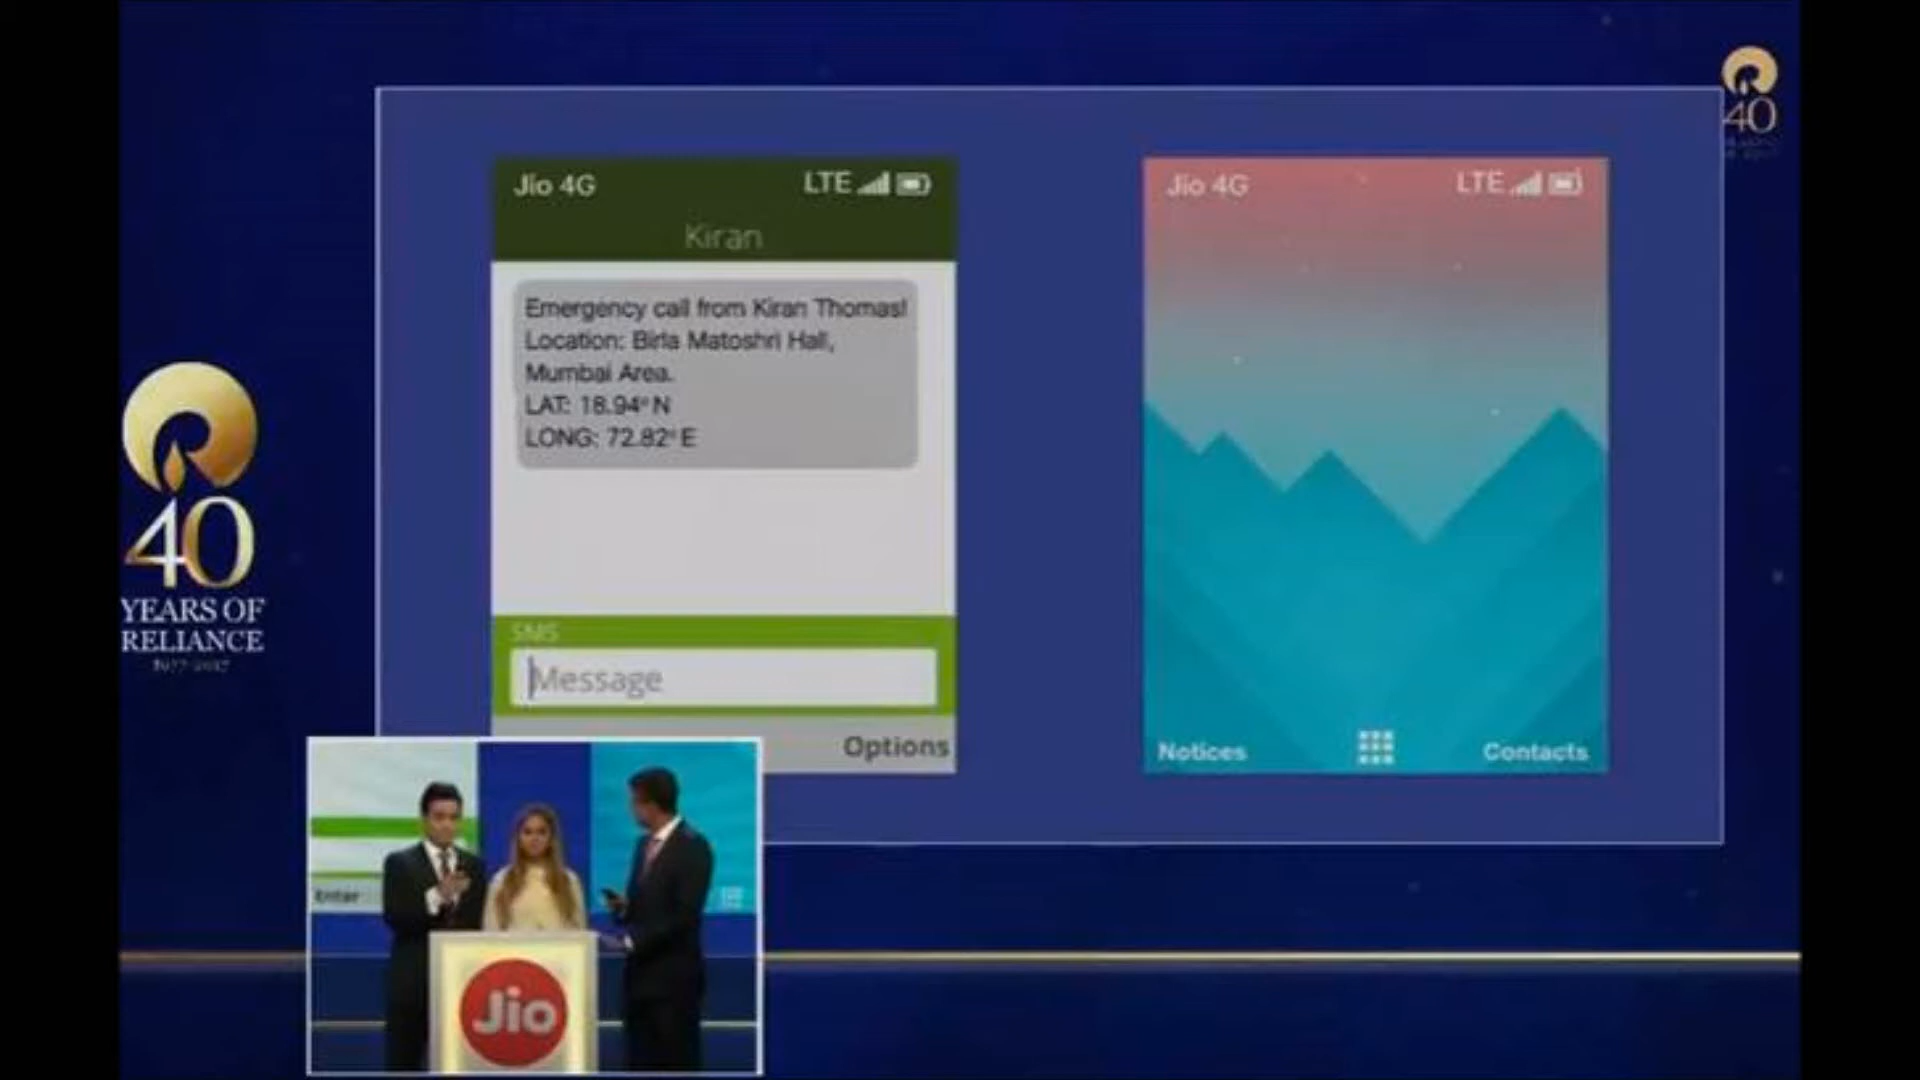 Jio 4G
LTE
Kiran
Emergency call from Kiran Thomas!
Location: Birla Matoshri Hall,
Mumbai Area.
LAT: 18.94° N
LONG: 72.82° E
SMS
Message
Options
Jio 4G
LTE
Notices
Contacts
40
40
YEARS OF
RELIANCE
Enter
Jio